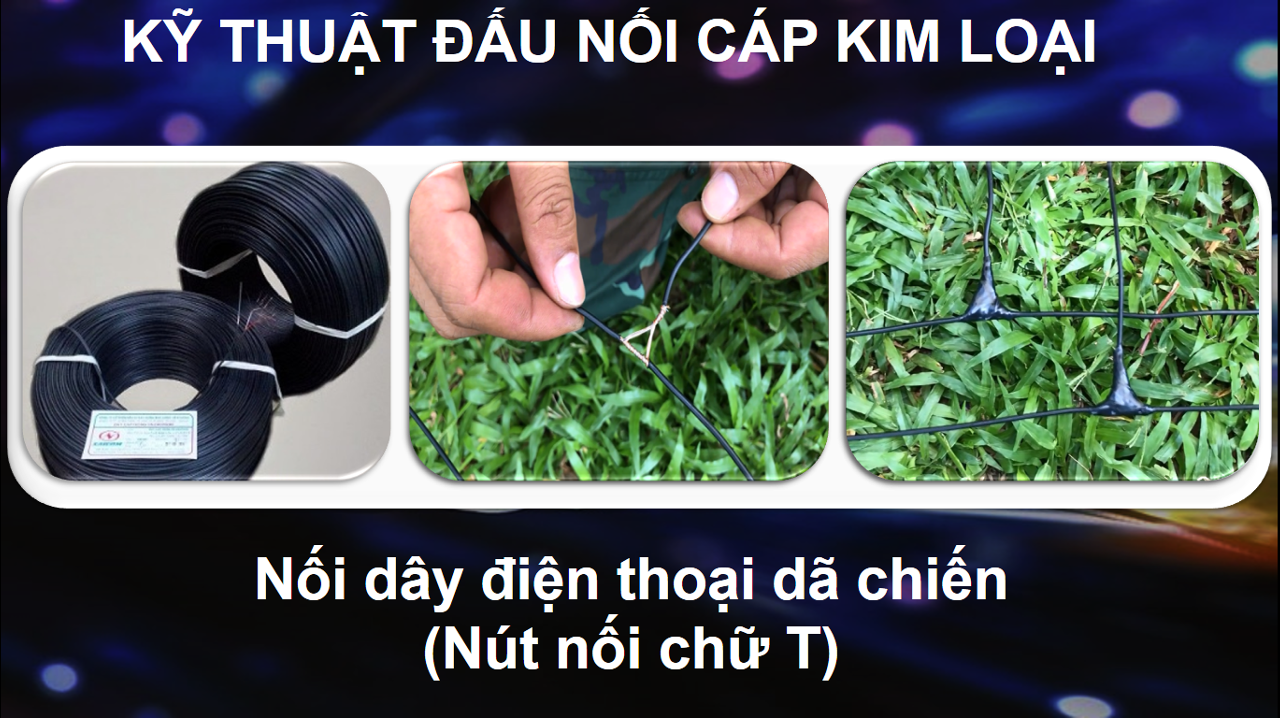 KỸ THUẬT ĐẤU NỐI CÁP KIM LOẠI
Nối dây điện thoại dã chiến
(Nút nối chữ T)